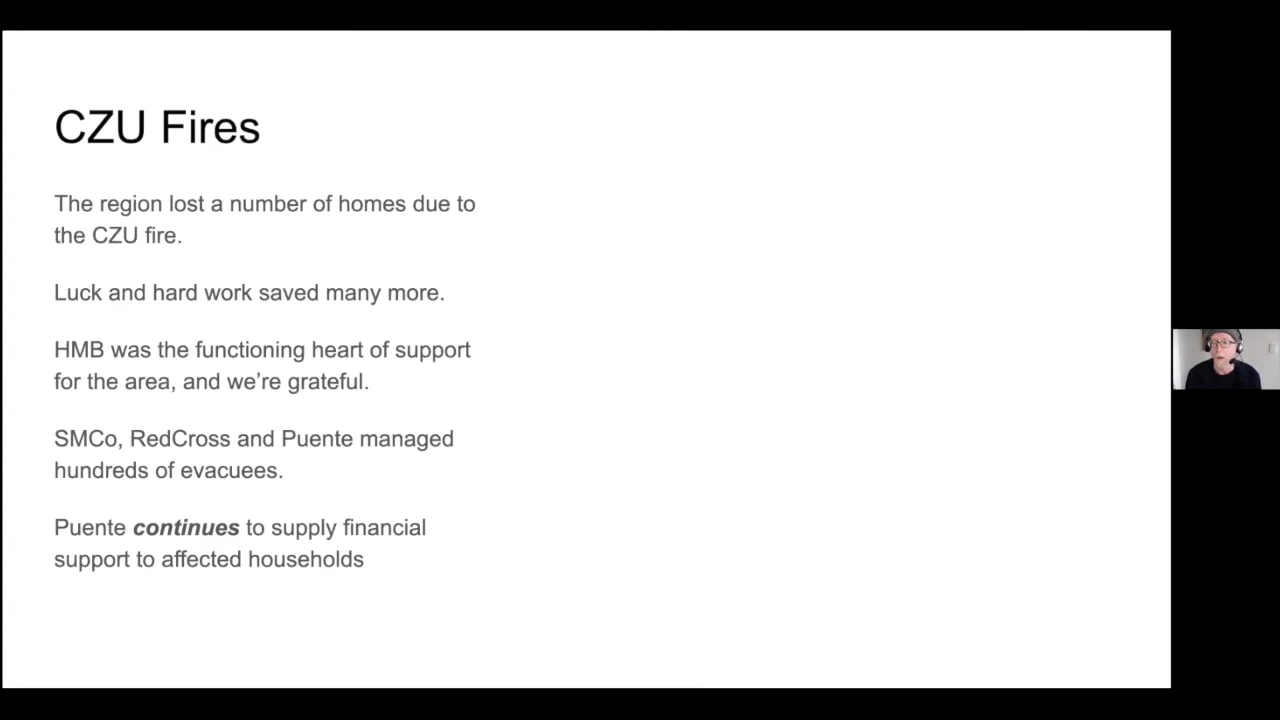 CZU Fires
The region lost a number of homes due to
the CZU fire.
Luck and hard work saved many more.
HMB was the functioning heart of support
for the area, and we’re grateful.
SMCo, RedCross and Puente managed
hundreds of evacuees.
Puente continues to supply financial
support to affected households